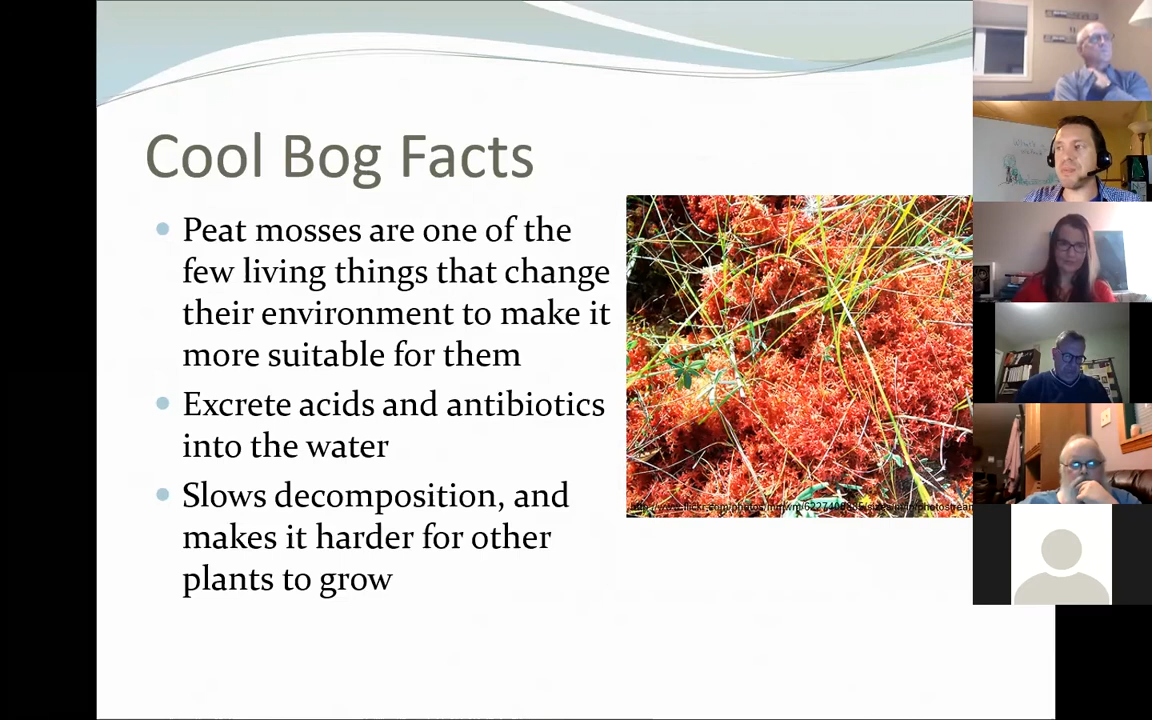 Cool Bog Facts
Peat mosses are one of the
few living things that change
their environment to make it
more suitable for them
Excrete acids and antibiotics
into the water
Slows decomposition, and
makes it harder for other
plants to grow